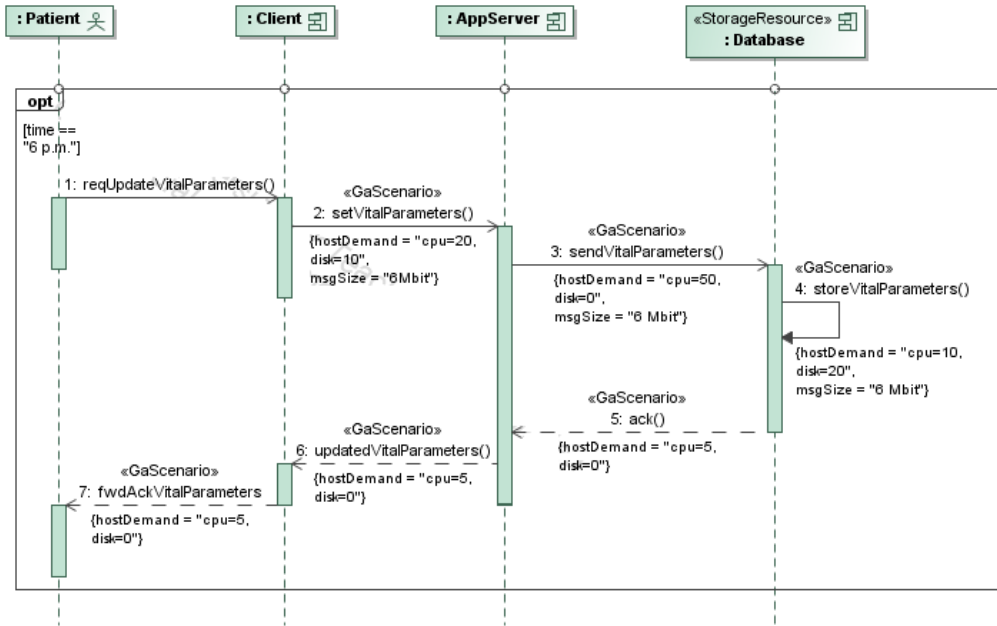 : Patient
: Client
: AppServer
«StorageResource»
: Database
opt
[time ==
"6 p.m."]
1: reqUpdateVitalParameters()
«GaScenario»
2: setVitalParameters()
{hostDemand = "cpu=20,
disk=10",
msgSize = "6Mbit"}
«GaScenario»
3: sendVitalParameters()
{hostDemand = "cpu=50,
disk=0",
msgSize = "6 Mbit"}
«GaScenario»
4: storeVitalParameters()
{hostDemand = "cpu=10,
disk=20",
msgSize = "6 Mbit"}
«GaScenario»
5: ack()
{hostDemand = "cpu=5,
disk=0"}
«GaScenario»
6: updatedVitalParameters()
{hostDemand = "cpu=5,
disk=0"}
«GaScenario»
7: fwdAckVitalParameters
{hostDemand = "cpu=5,
disk=0"}